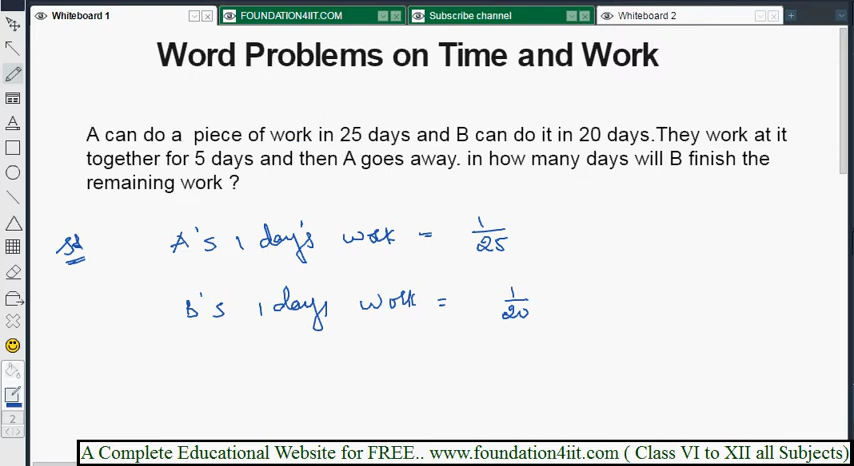 Whiteboard 1
FOUNDATION4IIT.COM
Subscribe channel
Whiteboard 2
Word Problems on Time and Work
A can do a piece of work in 25 days and B can do it in 20 days.They work at it
together for 5 days and then A goes away. in how many days will B finish the
remaining work ?
Sol A's 1 day's work = 1/25
B's 1 days work = 1/20
2
A Complete Educational Website for FREE.. www.foundation4iit.com ( Class VI to XII all Subjects)